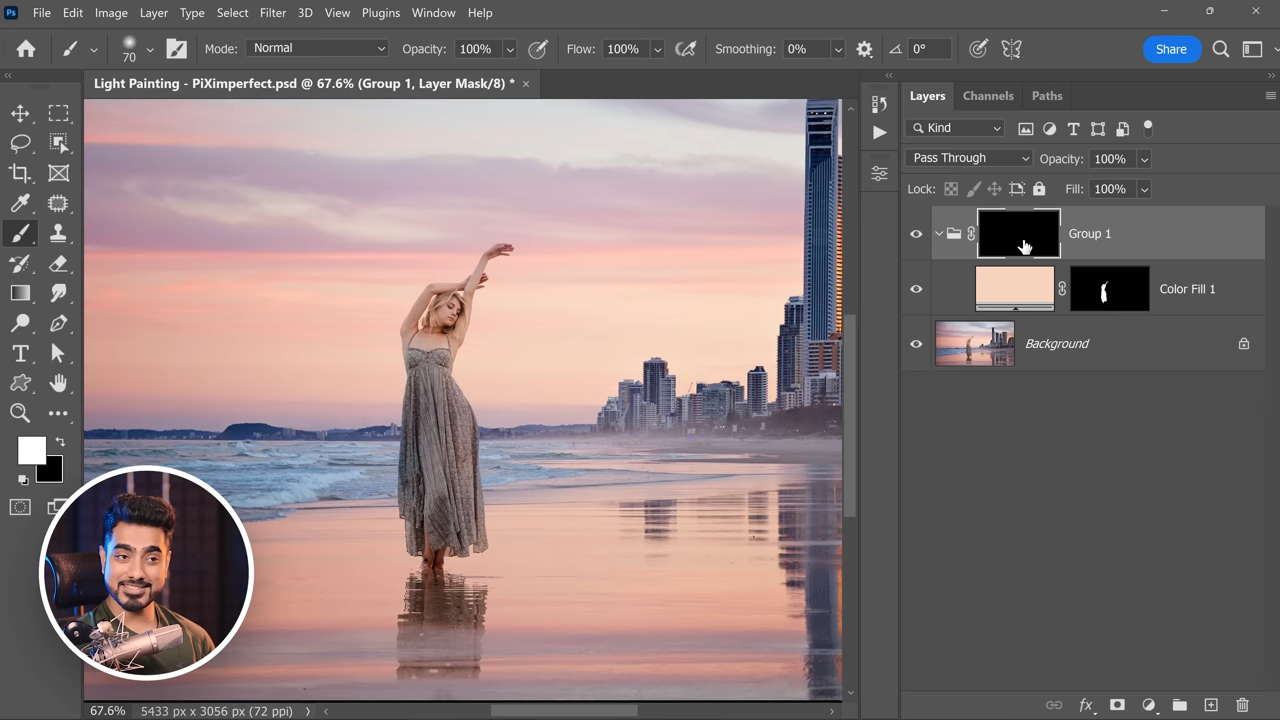 Ps File Edit Image Layer Type Select Filter 3D View Plugins Window Help
70 Mode: Normal Opacity: 100% Flow: 100% Smoothing: 0% 0° Share
Light Painting - PiXimperfect.psd @ 67.6% (Group 1, Layer Mask/8) * ×
Layers Channels Paths
Kind
Pass Through Opacity: 100%
Lock: Fill: 100%
Group 1
Color Fill 1
Background
67.6% 5433 px x 3056 px (72 ppi)